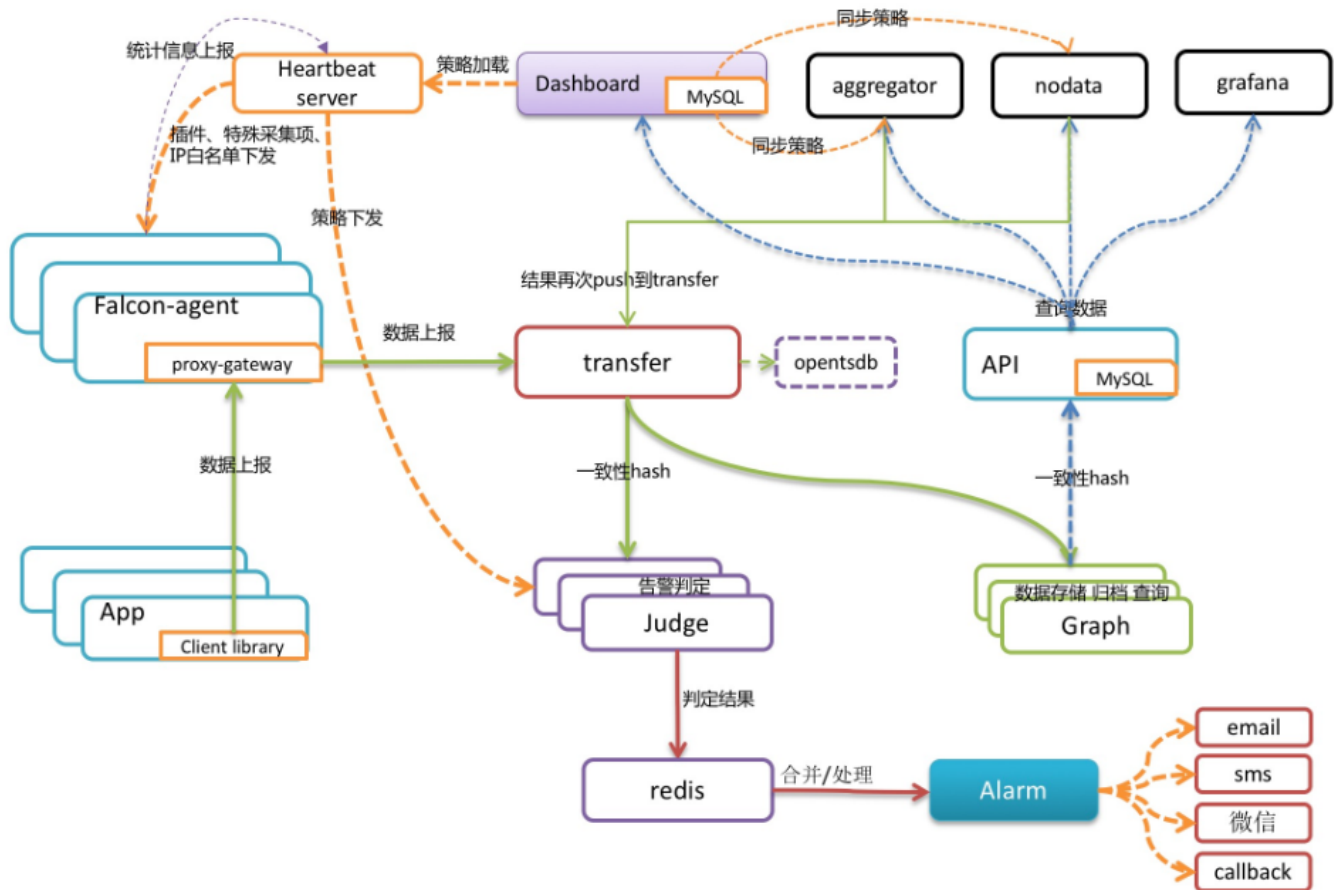 同步策略
统计信息上报
Heartbeat
server
策略加载
Dashboard
MySQL
aggregator
nodata
grafana
同步策略
插件、特殊采集项、
IP白名单下发
策略下发
结果再次push到transfer
Falcon-agent
proxy-gateway
数据上报
transfer
opentsdb
查询数据
API
MySQL
数据上报
一致性hash
一致性hash
App
Client library
告警判定
Judge
数据存储 归档 查询
Graph
判定结果
redis
合并/处理
Alarm
email
sms
微信
callback